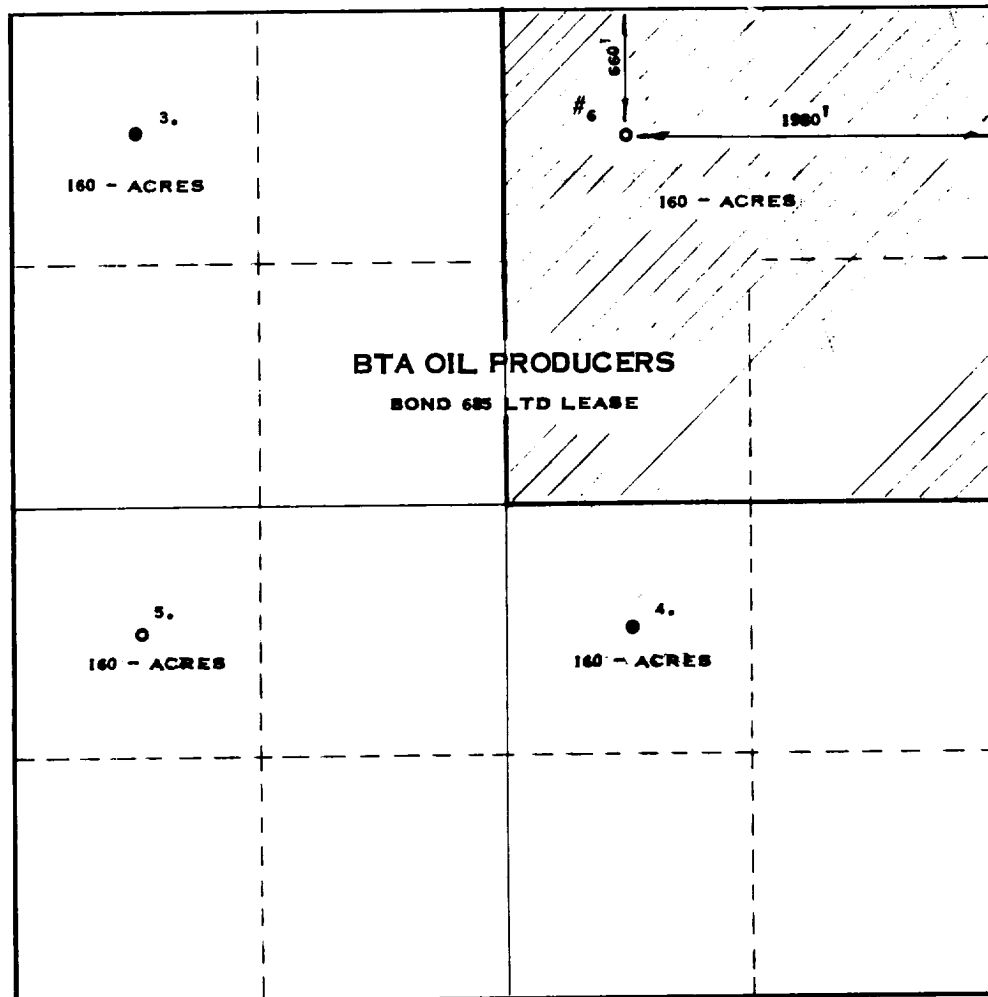 660'
3.
#6
1980'
160 - ACRES
160 - ACRES
BTA OIL PRODUCERS
BOND 685 LTD LEASE
5.
4.
160 - ACRES
160 - ACRES